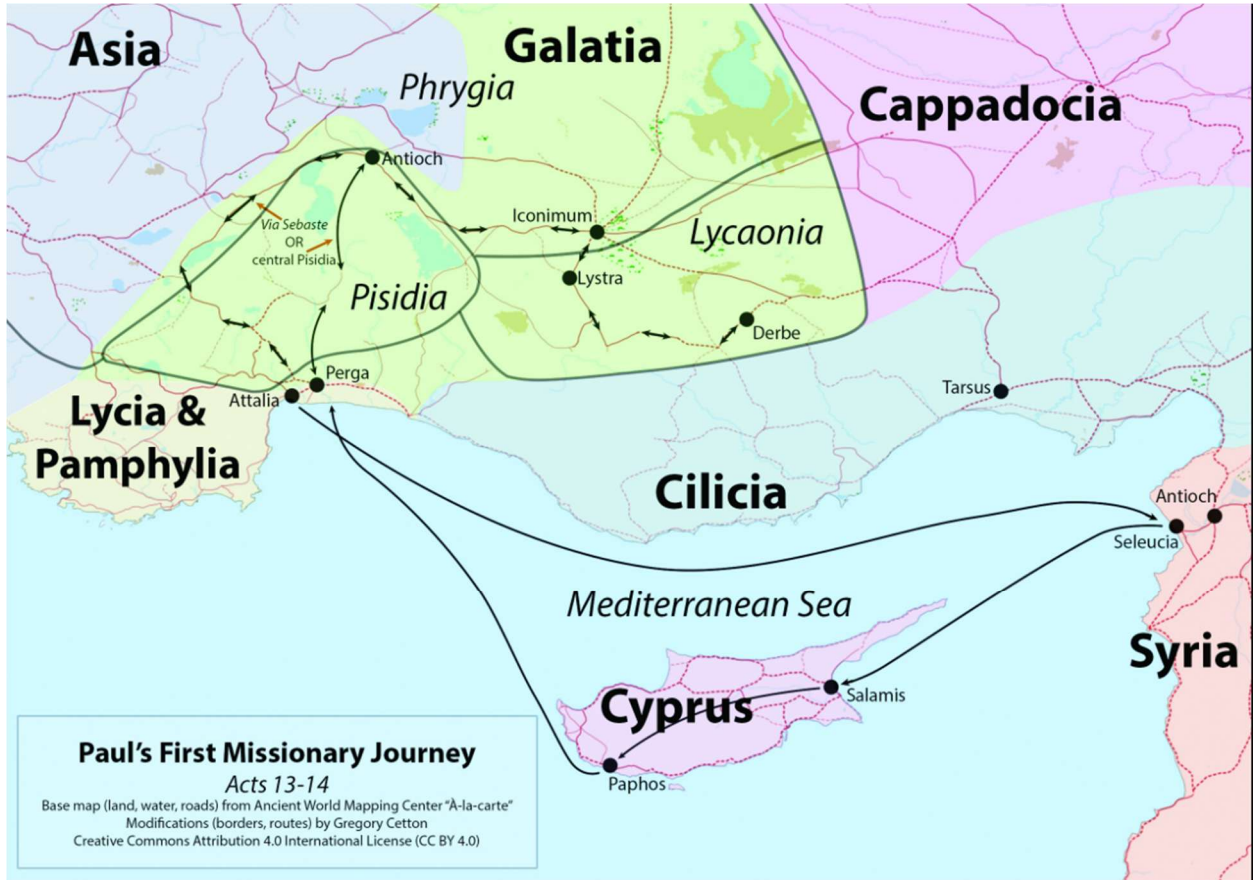 Asia
Galatia
Phrygia
Cappadocia
Antioch
Via Sebaste
OR
central Pisidia
Iconimum
Lycaonia
Lystra
Pisidia
Derbe
Perga
Attalia
Tarsus
Lycia &
Pamphylia
Cilicia
Antioch
Seleucia
Mediterranean Sea
Syria
Salamis
Cyprus
Paphos
Paul's First Missionary Journey
Acts 13-14
Base map (land, water, roads) from Ancient World Mapping Center “À-la-carte”
Modifications (borders, routes) by Gregory Cetton
Creative Commons Attribution 4.0 International License (CC BY 4.0)